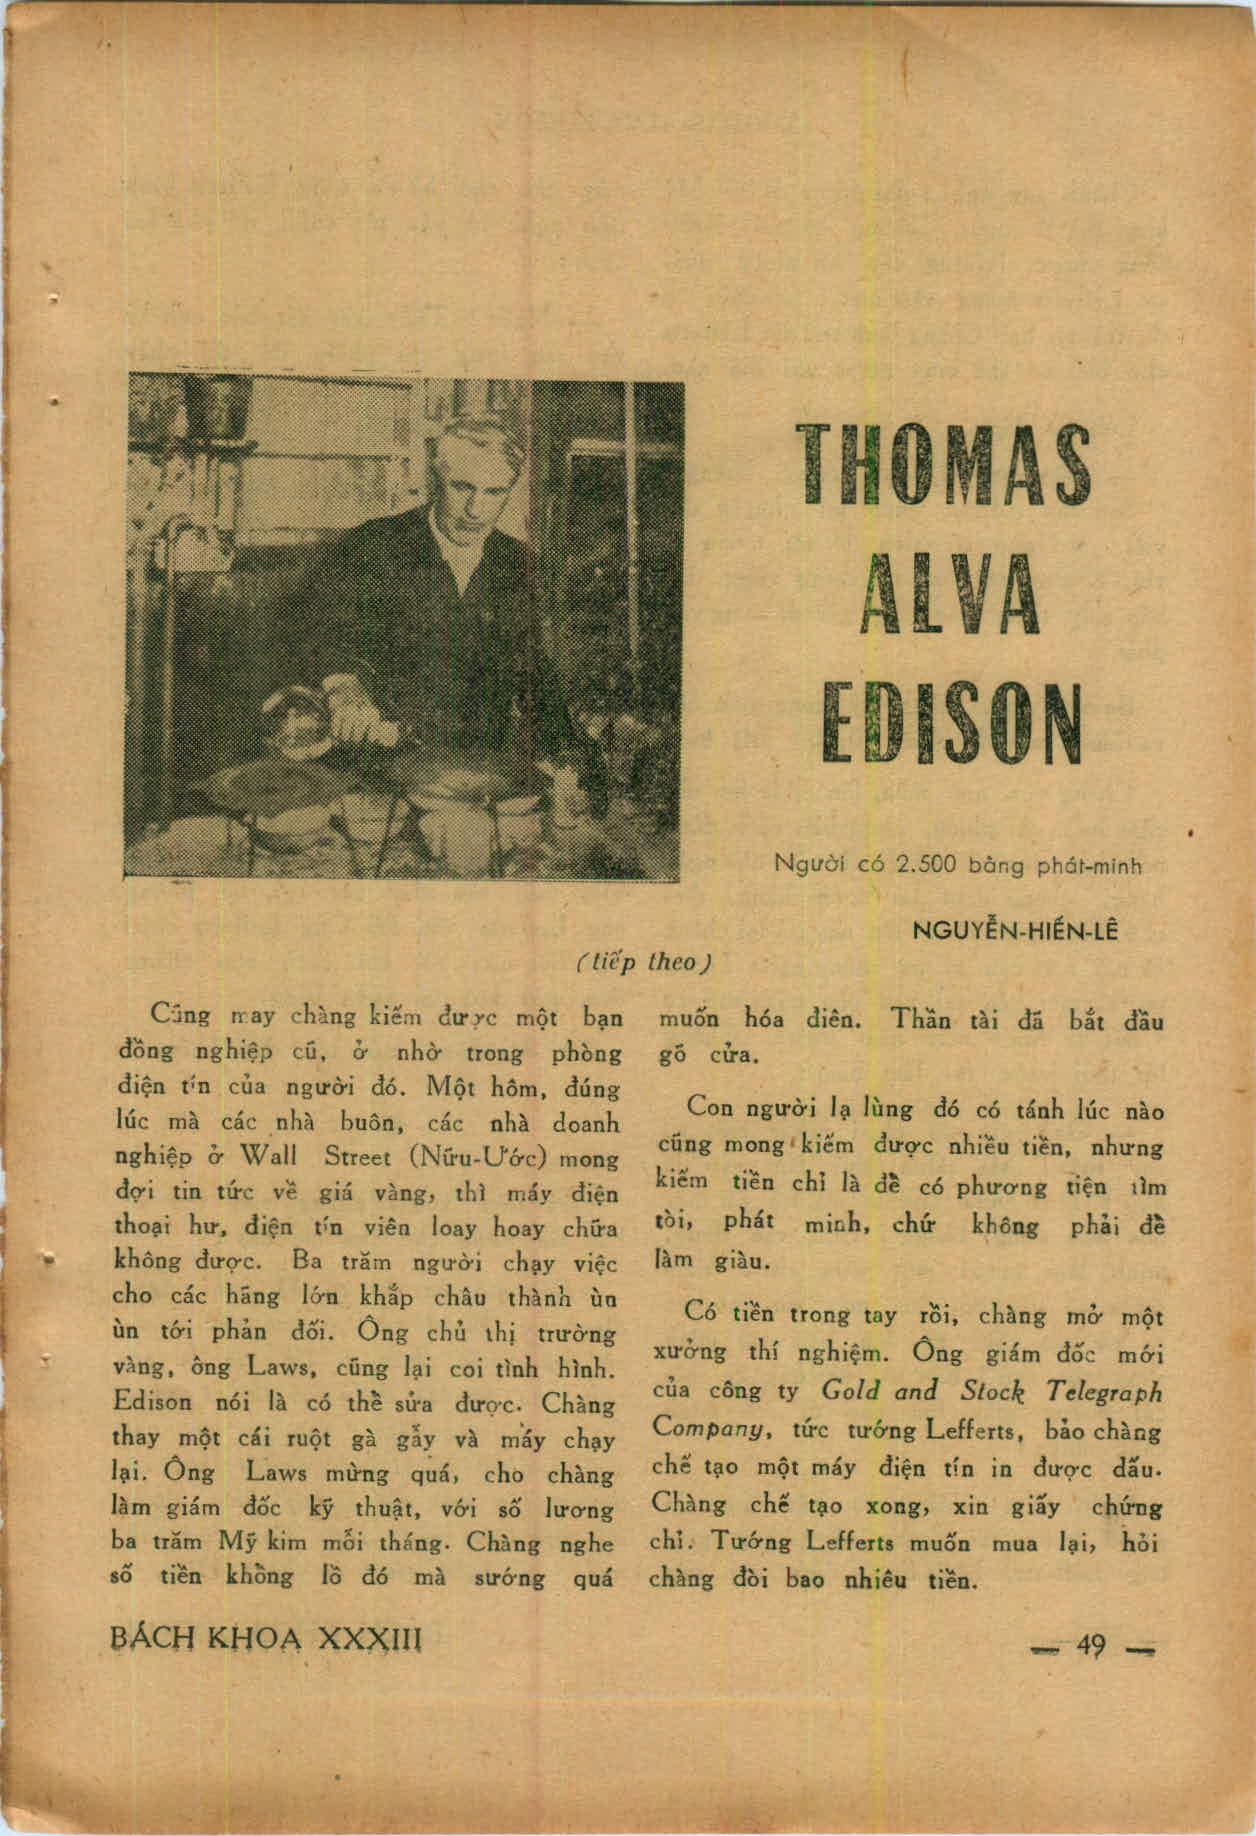 THOMAS
ALVA
EDISON
Người có 2.500 bằng phát-minh
NGUYỄN-HIẾN-LÊ
(tiếp theo)
Cũng may chàng kiếm được một bạn
đồng nghiệp cũ, ở nhờ trong phòng
điện tín của người đó. Một hôm, đúng
lúc mà các nhà buôn, các nhà doanh
nghiệp ở Wall Street (Nữu-Ước) mong
đợi tin tức về giá vàng, thì máy điện
thoại hư, điện tín viên loay hoay chữa
không được. Ba trăm người chạy việc
cho các hãng lớn khắp châu thành ùn
ùn tới phản đối. Ông chủ thị trường
vàng, ông Laws, cũng lại coi tình hình.
Edison nói là có thể sửa được. Chàng
thay một cái ruột gà gẫy và máy chạy
lại. Ông Laws mừng quá, cho chàng
làm giám đốc kỹ thuật, với số lương
ba trăm Mỹ kim mỗi tháng. Chàng nghe
số tiền khồng lồ đó mà sướng quá
muốn hóa điên. Thần tài đã bắt đầu
gõ cửa.
Con người lạ lùng đó có tánh lúc nào
cũng mong kiếm được nhiều tiền, nhưng
kiếm tiền chỉ là để có phương tiện tìm
tòi, phát minh, chứ không phải để
làm giàu.
Có tiền trong tay rồi, chàng mở một
xưởng thí nghiệm. Ông giám đốc mới
của công ty Gold and Stock Telegraph
Company, tức tướng Lefferts, bảo chàng
chế tạo một máy điện tín in được dấu.
Chàng chế tạo xong, xin giấy chứng
chỉ. Tướng Lefferts muốn mua lại, hỏi
chàng đòi bao nhiêu tiền.
BÁCH KHOA XXXIII
— 49 —